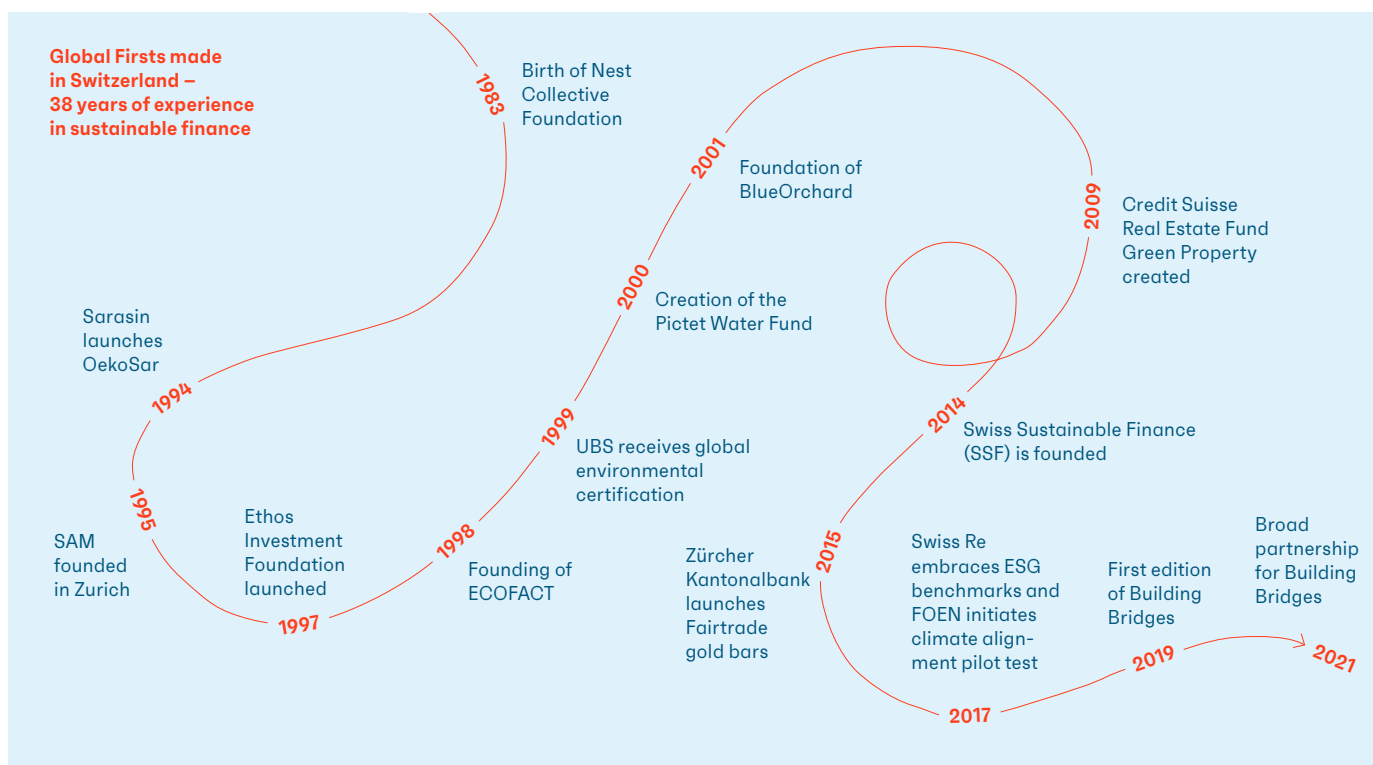 Global Firsts made
in Switzerland –
38 years of experience
in sustainable finance
1983
Birth of Nest
Collective
Foundation
Sarasin
launches
OekoSar
1994
1995
SAM
founded
in Zurich
Ethos
Investment
Foundation
launched
1997
1998
Founding of
ECOFACT
1999
UBS receives global
environmental
certification
2000
Creation of the
Pictet Water Fund
2001
Foundation of
BlueOrchard
2009
Credit Suisse
Real Estate Fund
Green Property
created
2014
Swiss Sustainable Finance
(SSF) is founded
2015
Zürcher
Kantonalbank
launches
Fairtrade
gold bars
Swiss Re
embraces ESG
benchmarks and
FOEN initiates
climate align-
ment pilot test
2017
First edition
of Building
Bridges
2019
Broad
partnership
for Building
Bridges
2021